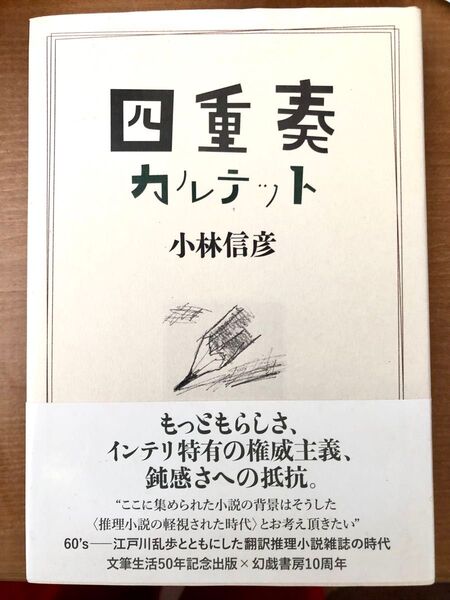 四重奏
カルテット
小林信彦
もっともらしさ、
インテリ特有の権威主義、
鈍感さへの抵抗。
“ここに集められた小説の背景はそうした
〈推理小説の軽視された時代〉とお考え頂きたい”
60's——江戸川乱歩とともにした翻訳推理小説雑誌の時代
文筆生活50年記念出版×幻戯書房10周年